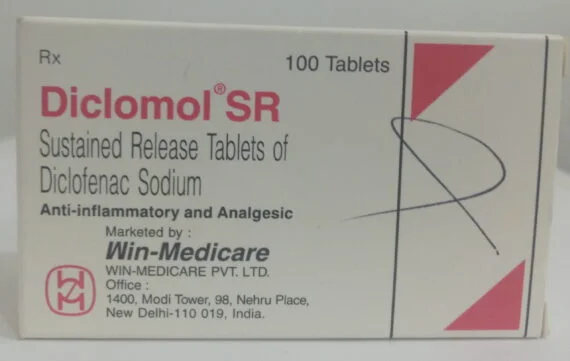 Rx
100 Tablets
Diclomol® SR
Sustained Release Tablets of
Diclofenac Sodium
Anti-inflammatory and Analgesic
Marketed by :
Win-Medicare
WIN-MEDICARE PVT. LTD.
Office :
1400, Modi Tower, 98, Nehru Place,
New Delhi-110 019, India.